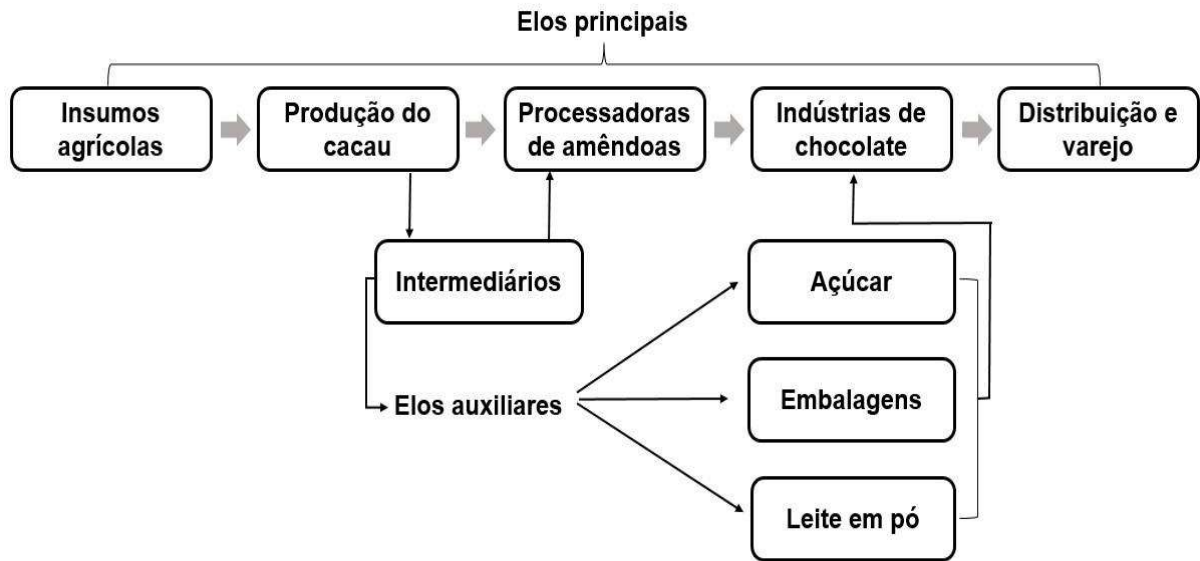 Elos principais
Insumos
agrícolas
Produção do
cacau
Processadoras
de amêndoas
Indústrias de
chocolate
Distribuição e
varejo
Intermediários
Açúcar
Elos auxiliares
Embalagens
Leite em pó